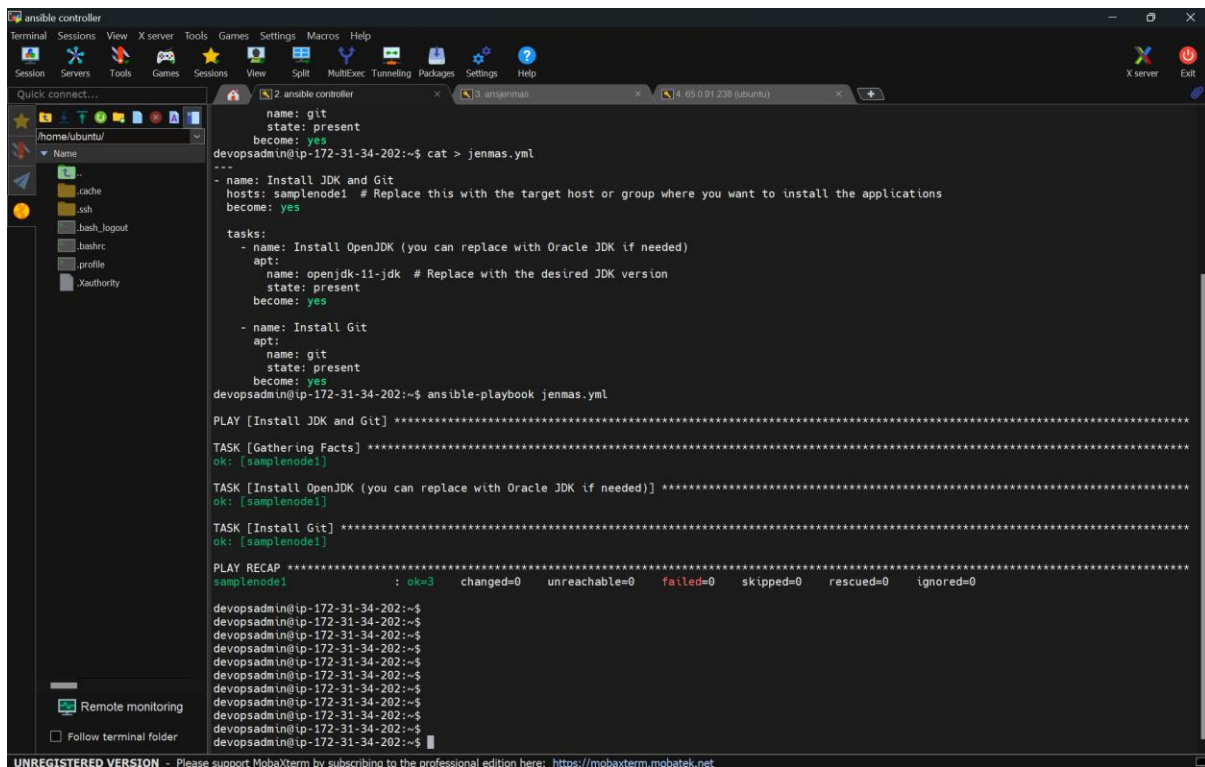 ansible controller
Terminal Sessions View X server Tools Games Settings Macros Help
Session Servers Tools Games Sessions View Split MultiExec Tunneling Packages Settings Help X server Exit
Quick connect...
2. ansible controller
3. ansjenmas
4. 65.0.91.238 (ubuntu)
/home/ubuntu/
Name
..
.cache
.ssh
.bash_logout
.bashrc
.profile
.Xauthority
Remote monitoring
Follow terminal folder
        name: git
        state: present
      become: yes
devopsadmin@ip-172-31-34-202:~$ cat > jenmas.yml
---
- name: Install JDK and Git
  hosts: samplenode1  # Replace this with the target host or group where you want to install the applications
  become: yes
  tasks:
    - name: Install OpenJDK (you can replace with Oracle JDK if needed)
      apt:
        name: openjdk-11-jdk  # Replace with the desired JDK version
        state: present
      become: yes
    - name: Install Git
      apt:
        name: git
        state: present
      become: yes
devopsadmin@ip-172-31-34-202:~$ ansible-playbook jenmas.yml
PLAY [Install JDK and Git] ************************************************************************************************************************
TASK [Gathering Facts] ****************************************************************************************************************************
ok: [samplenode1]
TASK [Install OpenJDK (you can replace with Oracle JDK if needed)] ********************************************************************************
ok: [samplenode1]
TASK [Install Git] ********************************************************************************************************************************
ok: [samplenode1]
PLAY RECAP ****************************************************************************************************************************************
samplenode1                : ok=3    changed=0    unreachable=0    failed=0    skipped=0    rescued=0    ignored=0
devopsadmin@ip-172-31-34-202:~$
devopsadmin@ip-172-31-34-202:~$
devopsadmin@ip-172-31-34-202:~$
devopsadmin@ip-172-31-34-202:~$
devopsadmin@ip-172-31-34-202:~$
devopsadmin@ip-172-31-34-202:~$
devopsadmin@ip-172-31-34-202:~$
devopsadmin@ip-172-31-34-202:~$
devopsadmin@ip-172-31-34-202:~$
devopsadmin@ip-172-31-34-202:~$
devopsadmin@ip-172-31-34-202:~$
UNREGISTERED VERSION - Please support MobaXterm by subscribing to the professional edition here: https://mobaxterm.mobatek.net